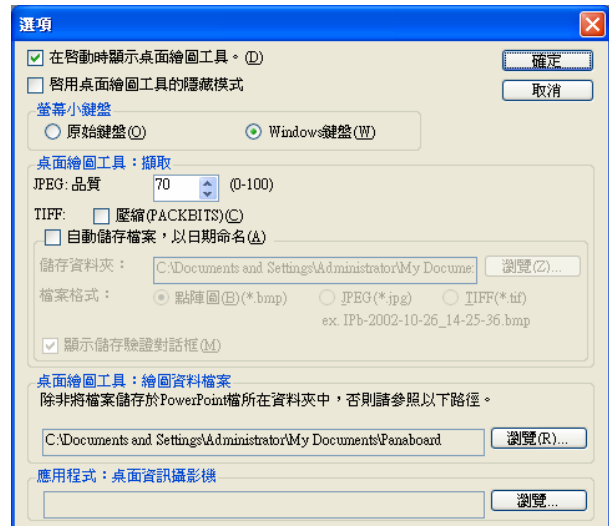 選項
在啓動時顯示桌面繪圖工具。(D)
確定
啓用桌面繪圖工具的隱藏模式
取消
螢幕小鍵盤
原始鍵盤(O) Windows鍵盤(W)
桌面繪圖工具：擷取
JPEG: 品質 70 (0-100)
TIFF: 壓縮(PACKBITS)(C)
自動儲存檔案，以日期命名(A)
儲存資料夾： C:\Documents and Settings\Administrator\My Docume: 瀏覽(Z)...
檔案格式： 點陣圖(B)(*.bmp) JPEG(*.jpg) TIFF(*.tif)
ex. IPb-2002-10-26_14-25-36.bmp
顯示儲存驗證對話框(M)
桌面繪圖工具：繪圖資料檔案
除非將檔案儲存於PowerPoint檔所在資料夾中，否則請參照以下路徑。
C:\Documents and Settings\Administrator\My Documents\Panaboard 瀏覽(R)...
應用程式：桌面資訊攝影機
瀏覽...